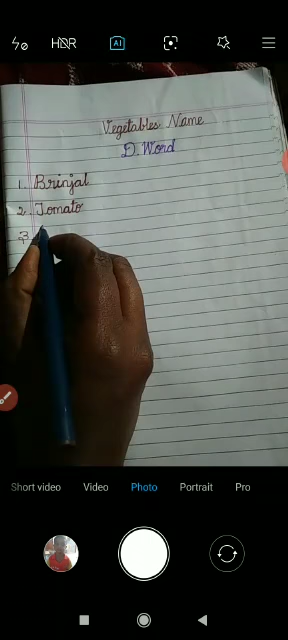 HDR
AI
Vegetables Name
D. Word
1. Brinjal
2. Tomato
3.
Short video Video Photo Portrait Pro